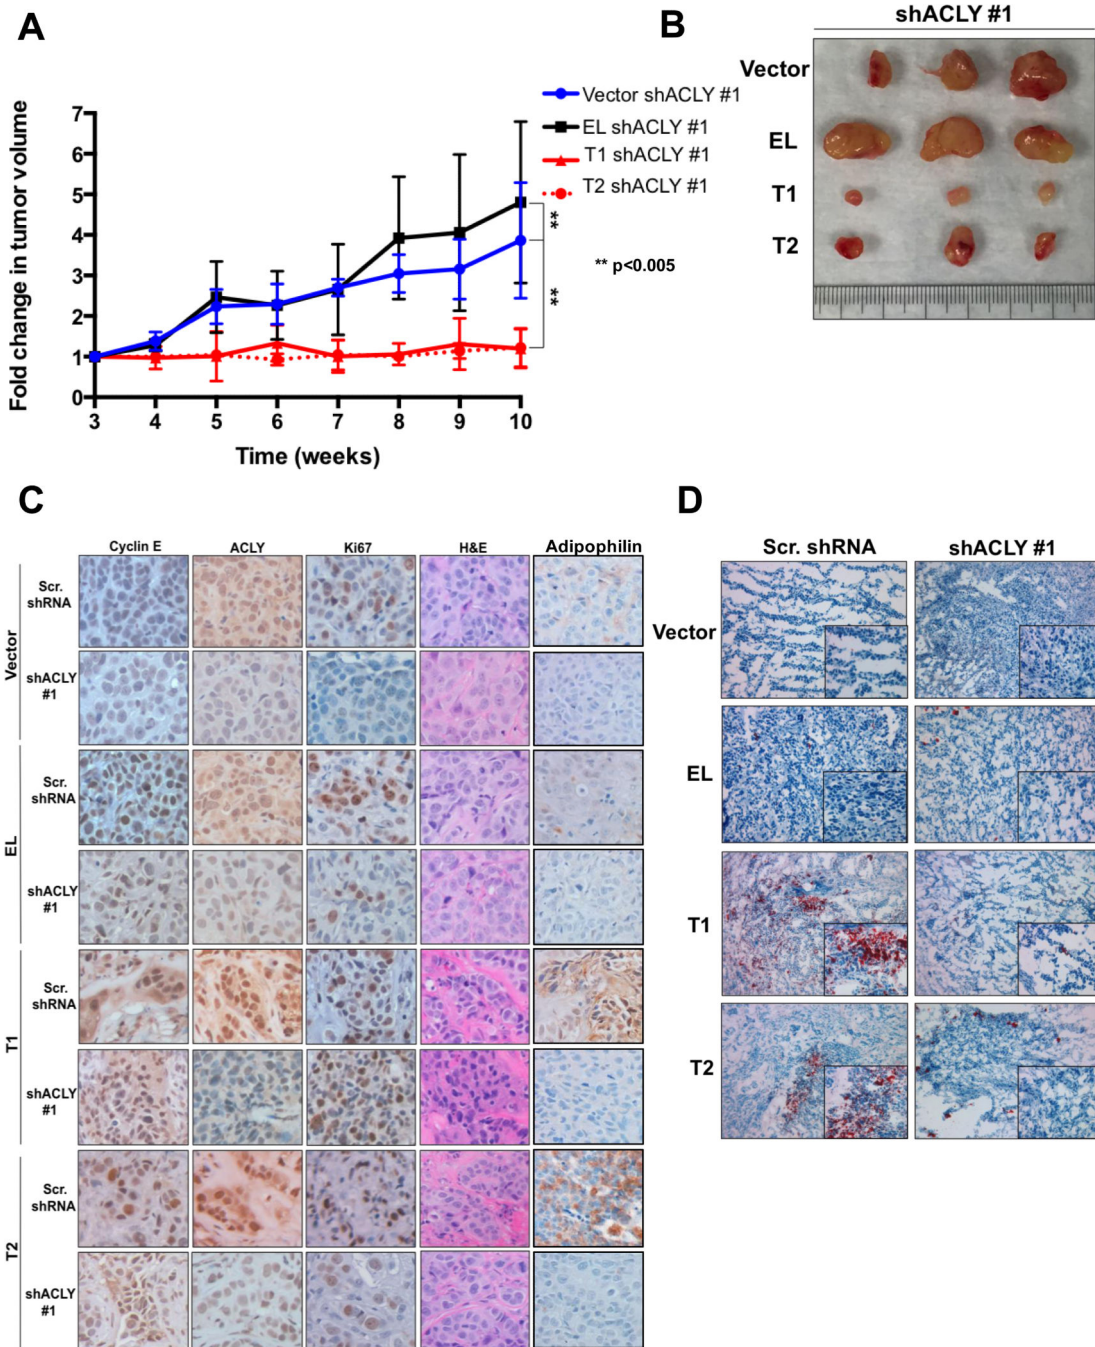 A
Fold change in tumor volume
7
6
5
4
3
2
1
0
3 4 5 6 7 8 9 10
Time (weeks)
Vector shACLY #1
EL shACLY #1
T1 shACLY #1
T2 shACLY #1
**
**
** p<0.005
B
shACLY #1
Vector
EL
T1
T2
C
Cyclin E ACLY Ki67 H&E Adipophilin
Vector
Scr.
shRNA
shACLY
#1
EL
Scr.
shRNA
shACLY
#1
T1
Scr.
shRNA
shACLY
#1
T2
Scr.
shRNA
shACLY
#1
D
Scr. shRNA shACLY #1
Vector
EL
T1
T2